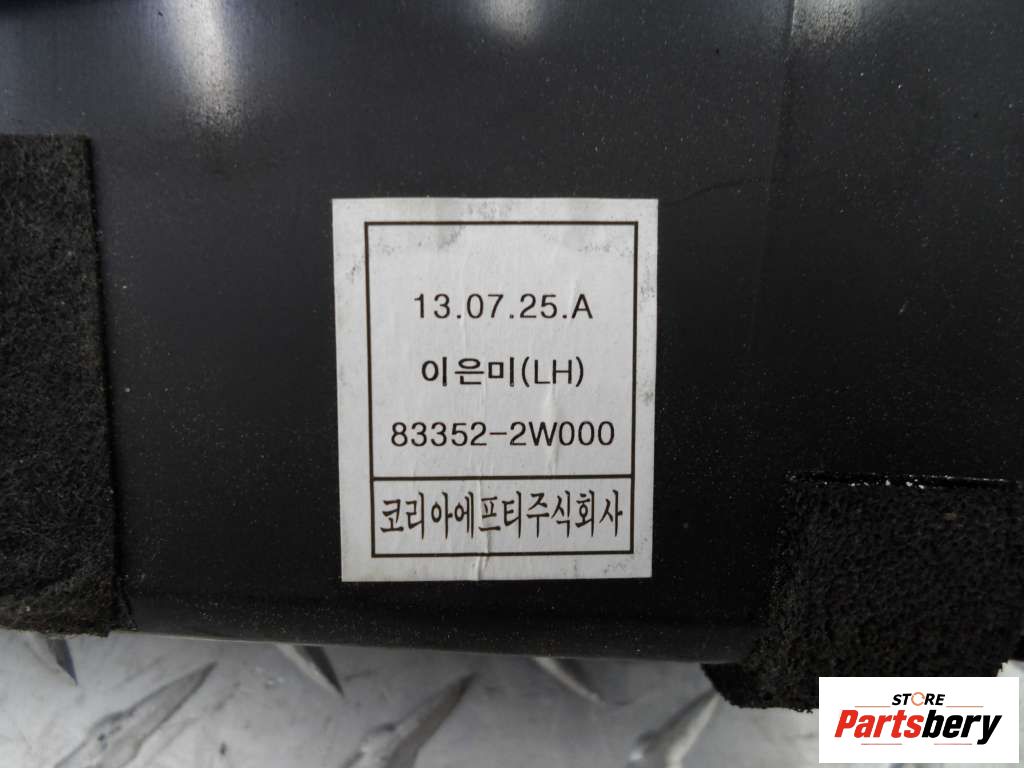 13.07.25.A
이은미(LH)
83352-2W000
코리아에프티주식회사
STORE
Partsbery